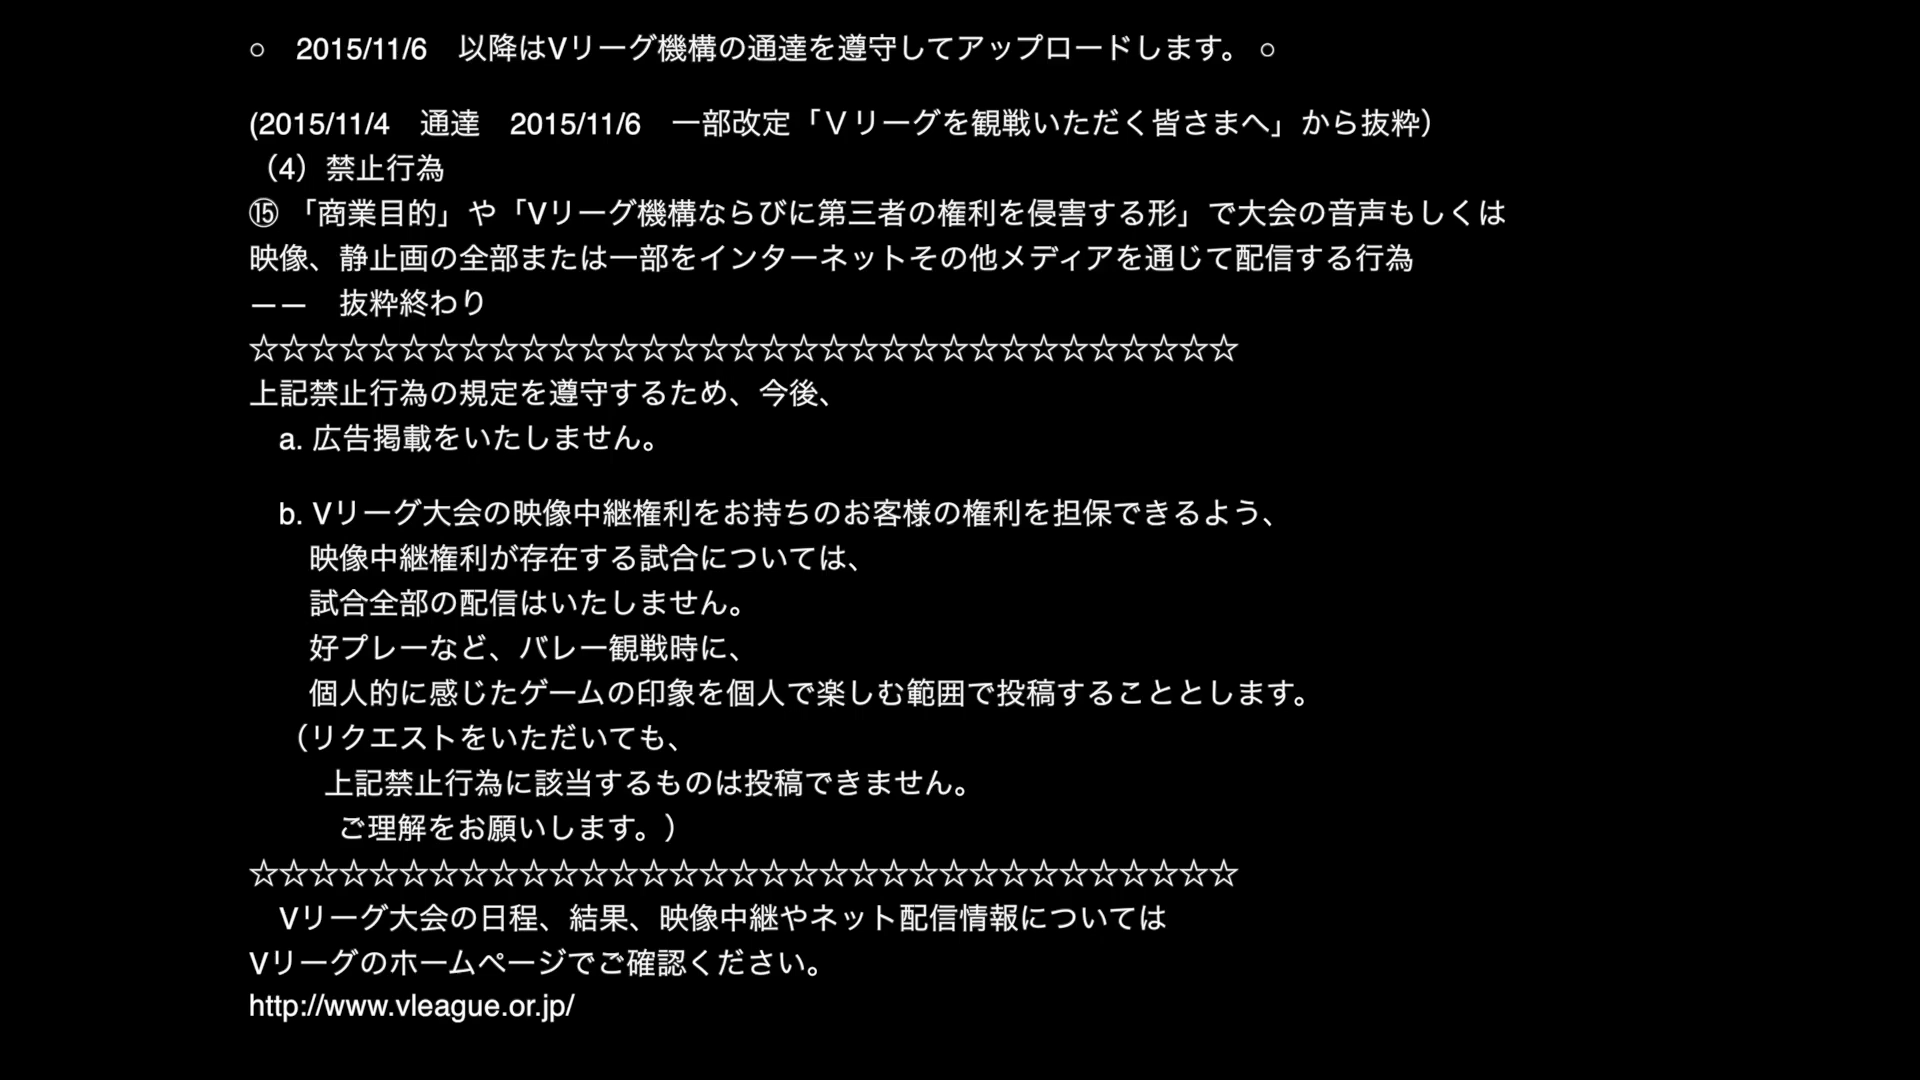 ○　2015/11/6　以降はVリーグ機構の通達を遵守してアップロードします。○
(2015/11/4　通達　2015/11/6　一部改定「Ｖリーグを観戦いただく皆さまへ」から抜粋）
（4）禁止行為
⑮ 「商業目的」や「Vリーグ機構ならびに第三者の権利を侵害する形」で大会の音声もしくは
映像、静止画の全部または一部をインターネットその他メディアを通じて配信する行為
——　抜粋終わり
☆☆☆☆☆☆☆☆☆☆☆☆☆☆☆☆☆☆☆☆☆☆☆☆☆☆☆☆☆☆☆☆☆
上記禁止行為の規定を遵守するため、今後、
a. 広告掲載をいたしません。
b. Vリーグ大会の映像中継権利をお持ちのお客様の権利を担保できるよう、
映像中継権利が存在する試合については、
試合全部の配信はいたしません。
好プレーなど、バレー観戦時に、
個人的に感じたゲームの印象を個人で楽しむ範囲で投稿することとします。
（リクエストをいただいても、
上記禁止行為に該当するものは投稿できません。
ご理解をお願いします。）
☆☆☆☆☆☆☆☆☆☆☆☆☆☆☆☆☆☆☆☆☆☆☆☆☆☆☆☆☆☆☆☆☆
Vリーグ大会の日程、結果、映像中継やネット配信情報については
Vリーグのホームページでご確認ください。
http://www.vleague.or.jp/